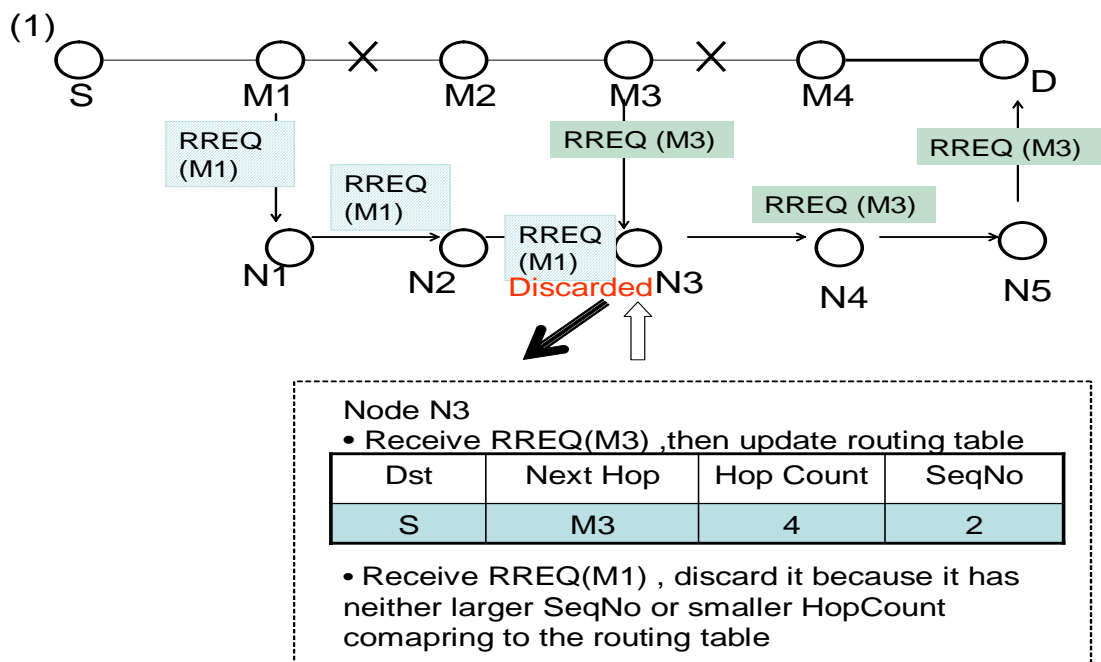 (1)
S
M1
M2
M3
M4
D
RREQ
(M1)
RREQ (M3)
RREQ (M3)
RREQ
(M1)
RREQ (M3)
RREQ
(M1)
N1
N2
Discarded
N3
N4
N5
Node N3
• Receive RREQ(M3) ,then update routing table
Dst Next Hop Hop Count SeqNo
S M3 4 2
• Receive RREQ(M1) , discard it because it has
neither larger SeqNo or smaller HopCount
comapring to the routing table